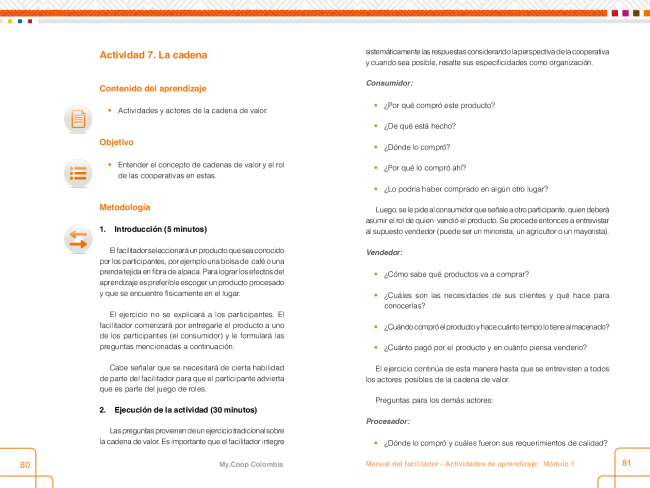 Actividad 7. La cadena
Contenido del aprendizaje
• Actividades y actores de la cadena de valor.
Objetivo
• Entender el concepto de cadenas de valor y el rol
de las cooperativas en estas.
Metodología
1. Introducción (5 minutos)
El facilitador seleccionará un producto que sea conocido
por los participantes, por ejemplo una bolsa de café o una
prenda tejida en fibra de alpaca. Para lograr los efectos del
aprendizaje es preferible escoger un producto procesado
y que se encuentre físicamente en el lugar.
El ejercicio no se explicará a los participantes. El
facilitador comenzará por entregarle el producto a uno
de los participantes (el consumidor) y le formulará las
preguntas mencionadas a continuación.
Cabe señalar que se necesitará de cierta habilidad
de parte del facilitador para que el participante advierta
que es parte del juego de roles.
2. Ejecución de la actividad (30 minutos)
Las preguntas provienen de un ejercicio tradicional sobre
la cadena de valor. Es importante que el facilitador integre
80
My.Coop Colombia
sistemáticamente las respuestas considerando la perspectiva de la cooperativa
y cuando sea posible, resalte sus especificidades como organización.
Consumidor:
• ¿Por qué compró este producto?
• ¿De qué está hecho?
• ¿Dónde lo compró?
• ¿Por qué lo compró ahí?
• ¿Lo podría haber comprado en algún otro lugar?
Luego, se le pide al consumidor que señale a otro participante, quien deberá
asumir el rol de quien vendió el producto. Se procede entonces a entrevistar
al supuesto vendedor (puede ser un minorista, un agricultor o un mayorista).
Vendedor:
• ¿Cómo sabe qué productos va a comprar?
• ¿Cuáles son las necesidades de sus clientes y qué hace para
conocerlas?
• ¿Cuándo compró el producto y hace cuánto tiempo lo tiene almacenado?
• ¿Cuánto pagó por el producto y en cuánto piensa venderlo?
El ejercicio continúa de esta manera hasta que se entrevisten a todos
los actores posibles de la cadena de valor.
Preguntas para los demás actores:
Procesador:
• ¿Dónde lo compró y cuáles fueron sus requerimientos de calidad?
Manual del facilitador - Actividades de aprendizaje: Módulo 1
81